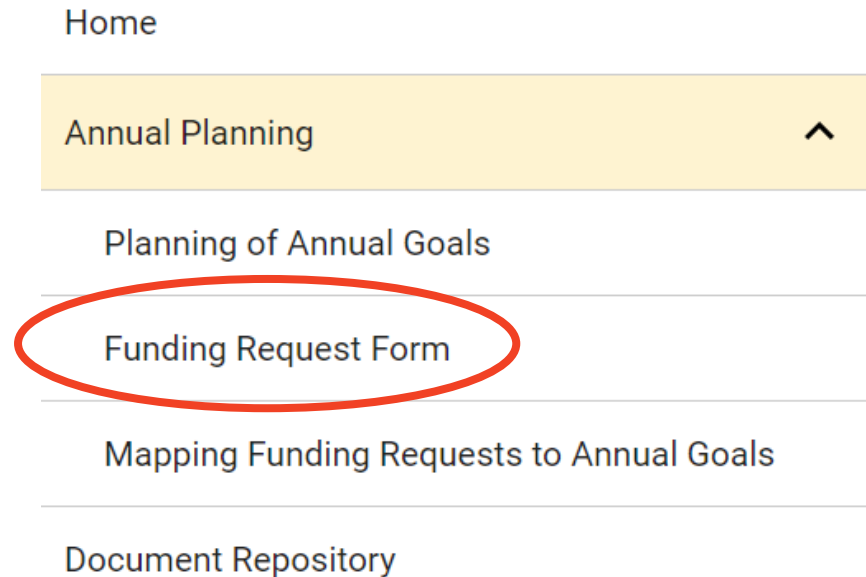 Home
Annual Planning
Planning of Annual Goals
Funding Request Form
Mapping Funding Requests to Annual Goals
Document Repository